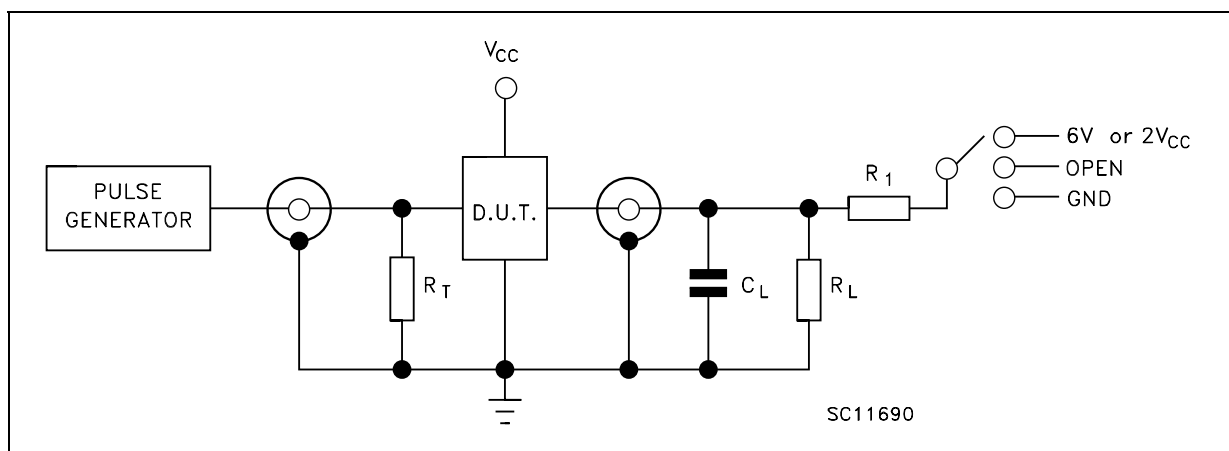 VCC
6V or 2VCC
OPEN
GND
R1
PULSE
GENERATOR
D.U.T.
RT
CL
RL
SC11690